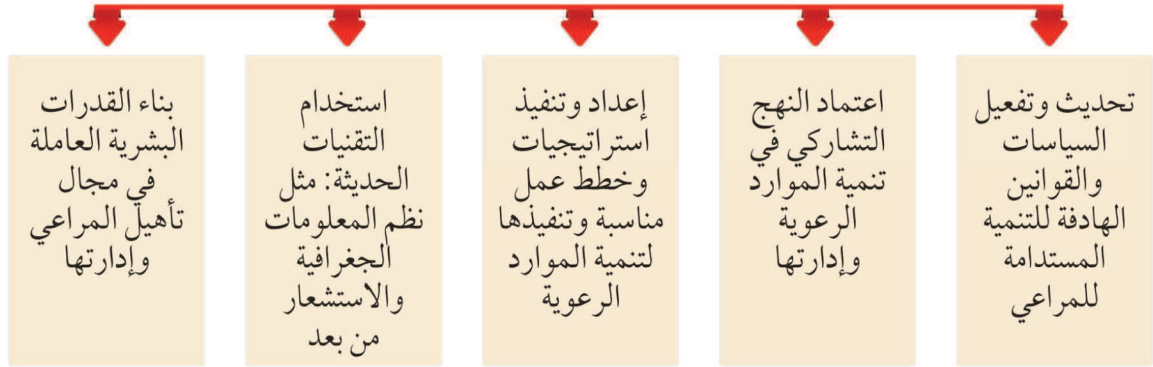 تحديث وتفعيل
السياسات
والقوانين
الهادفة للتنمية
المستدامة
للمراعي
اعتماد النهج
التشاركي في
تنمية الموارد
الرعوية
وإدارتها
إعداد وتنفيذ
استراتيجيات
وخطط عمل
مناسبة وتنفيذها
لتنمية الموارد
الرعوية
استخدام
التقنيات
الحديثة: مثل
نظم المعلومات
الجغرافية
والاستشعار
من بعد
بناء القدرات
البشرية العاملة
في مجال
تأهيل المراعي
وإدارتها